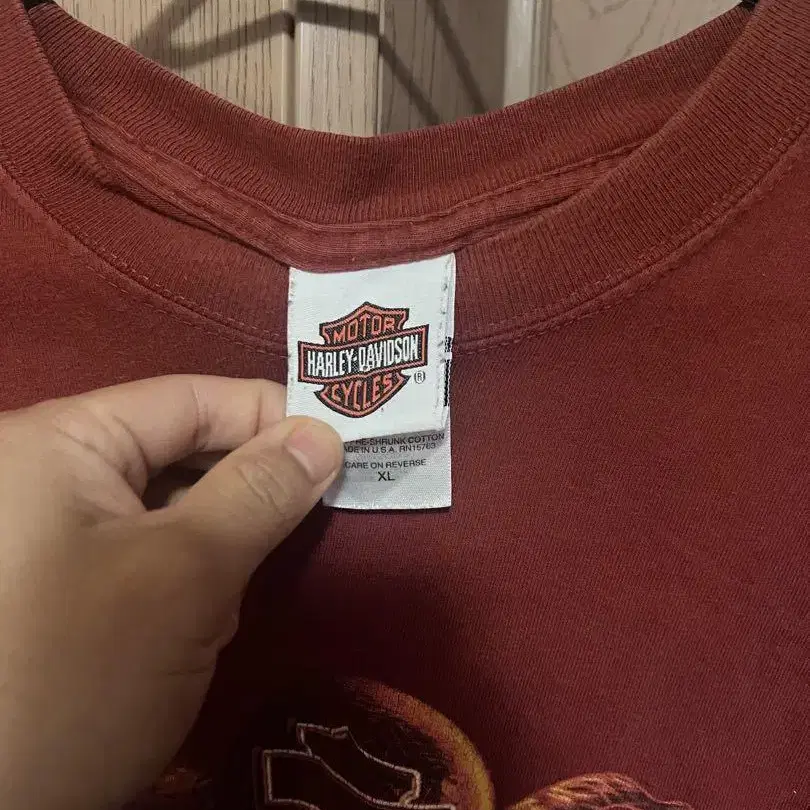 MOTOR
HARLEY-DAVIDSON
CYCLES
®
PRE-SHRUNK COTTON
MADE IN U.S.A. RN15763
CARE ON REVERSE
XL